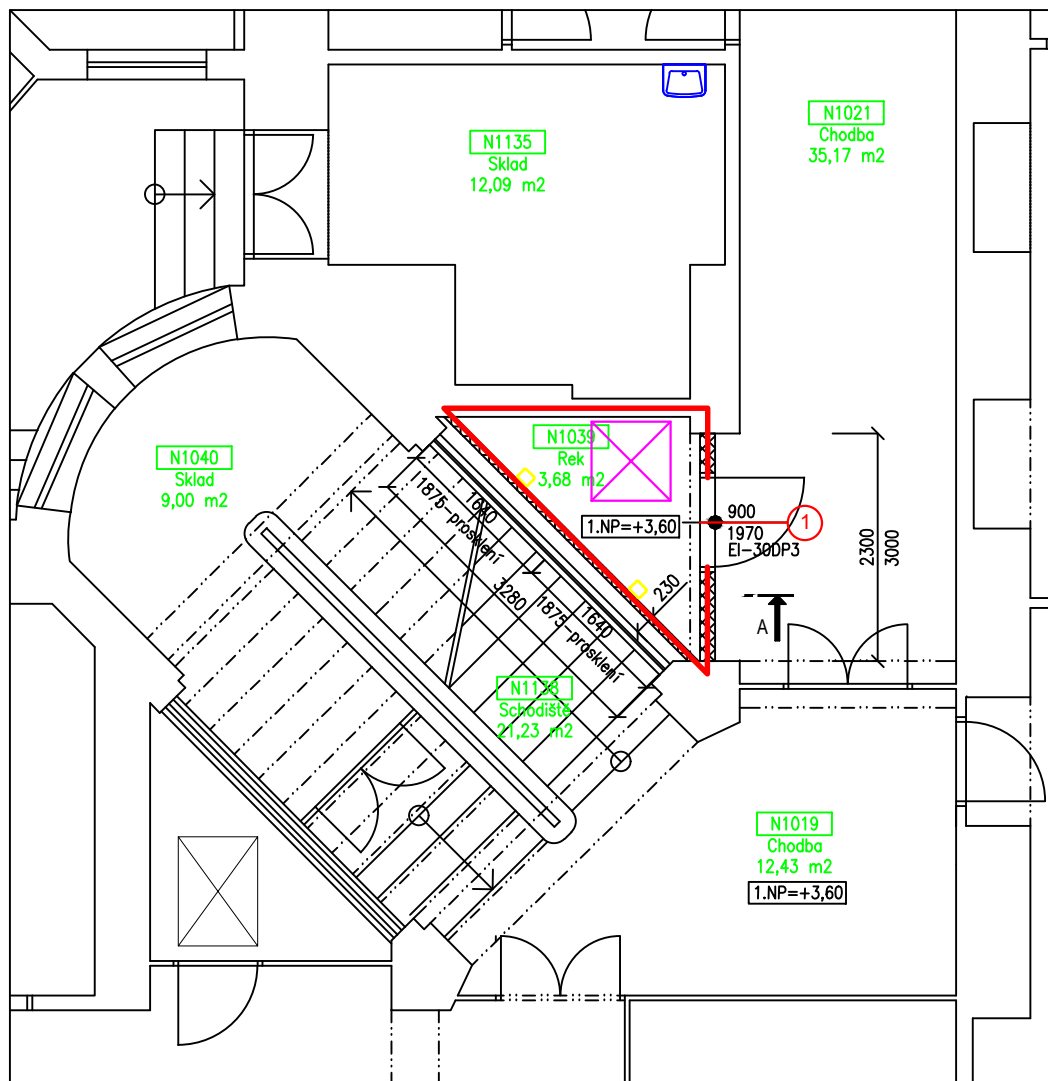 N1021
Chodba
35,17 m2
N1135
Sklad
12,09 m2
N1039
Rek
3,68 m2
N1040
Sklad
9,00 m2
1640
1875-prosklení
3280
1640
1875-prosklení
230
1.NP=+3,60
900
1970
EI-30DP3
1
2300
3000
A
N1138
Schodiště
21,23 m2
N1019
Chodba
12,43 m2
1.NP=+3,60